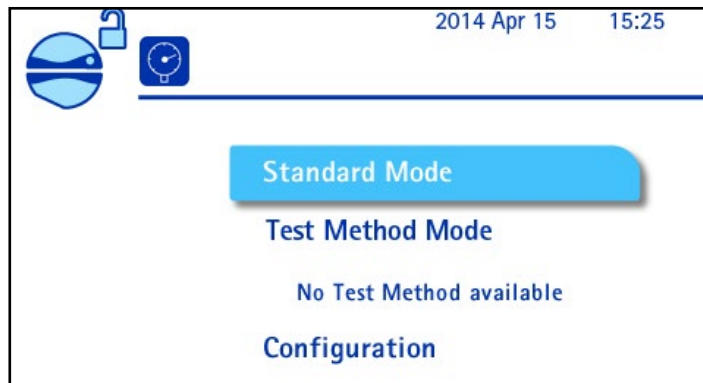 2014 Apr 15 15:25
Standard Mode
Test Method Mode
No Test Method available
Configuration